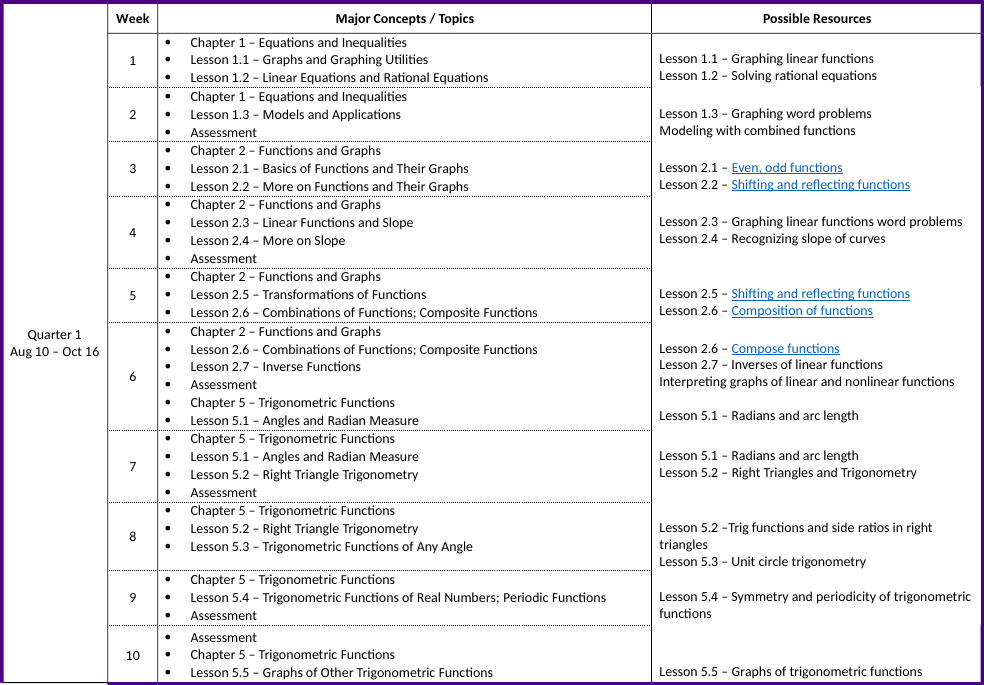 Week Major Concepts / Topics Possible Resources
Quarter 1
Aug 10 – Oct 16
1
• Chapter 1 – Equations and Inequalities
• Lesson 1.1 – Graphs and Graphing Utilities
• Lesson 1.2 – Linear Equations and Rational Equations
Lesson 1.1 – Graphing linear functions
Lesson 1.2 – Solving rational equations
2
• Chapter 1 – Equations and Inequalities
• Lesson 1.3 – Models and Applications
• Assessment
Lesson 1.3 – Graphing word problems
Modeling with combined functions
3
• Chapter 2 – Functions and Graphs
• Lesson 2.1 – Basics of Functions and Their Graphs
• Lesson 2.2 – More on Functions and Their Graphs
Lesson 2.1 – Even, odd functions
Lesson 2.2 – Shifting and reflecting functions
4
• Chapter 2 – Functions and Graphs
• Lesson 2.3 – Linear Functions and Slope
• Lesson 2.4 – More on Slope
• Assessment
Lesson 2.3 – Graphing linear functions word problems
Lesson 2.4 – Recognizing slope of curves
5
• Chapter 2 – Functions and Graphs
• Lesson 2.5 – Transformations of Functions
• Lesson 2.6 – Combinations of Functions; Composite Functions
Lesson 2.5 – Shifting and reflecting functions
Lesson 2.6 – Composition of functions
6
• Chapter 2 – Functions and Graphs
• Lesson 2.6 – Combinations of Functions; Composite Functions
• Lesson 2.7 – Inverse Functions
• Assessment
• Chapter 5 – Trigonometric Functions
• Lesson 5.1 – Angles and Radian Measure
Lesson 2.6 – Compose functions
Lesson 2.7 – Inverses of linear functions
Interpreting graphs of linear and nonlinear functions
Lesson 5.1 – Radians and arc length
7
• Chapter 5 – Trigonometric Functions
• Lesson 5.1 – Angles and Radian Measure
• Lesson 5.2 – Right Triangle Trigonometry
• Assessment
Lesson 5.1 – Radians and arc length
Lesson 5.2 – Right Triangles and Trigonometry
8
• Chapter 5 – Trigonometric Functions
• Lesson 5.2 – Right Triangle Trigonometry
• Lesson 5.3 – Trigonometric Functions of Any Angle
Lesson 5.2 –Trig functions and side ratios in right
triangles
Lesson 5.3 – Unit circle trigonometry
9
• Chapter 5 – Trigonometric Functions
• Lesson 5.4 – Trigonometric Functions of Real Numbers; Periodic Functions
• Assessment
Lesson 5.4 – Symmetry and periodicity of trigonometric
functions
10
• Assessment
• Chapter 5 – Trigonometric Functions
• Lesson 5.5 – Graphs of Other Trigonometric Functions
Lesson 5.5 – Graphs of trigonometric functions